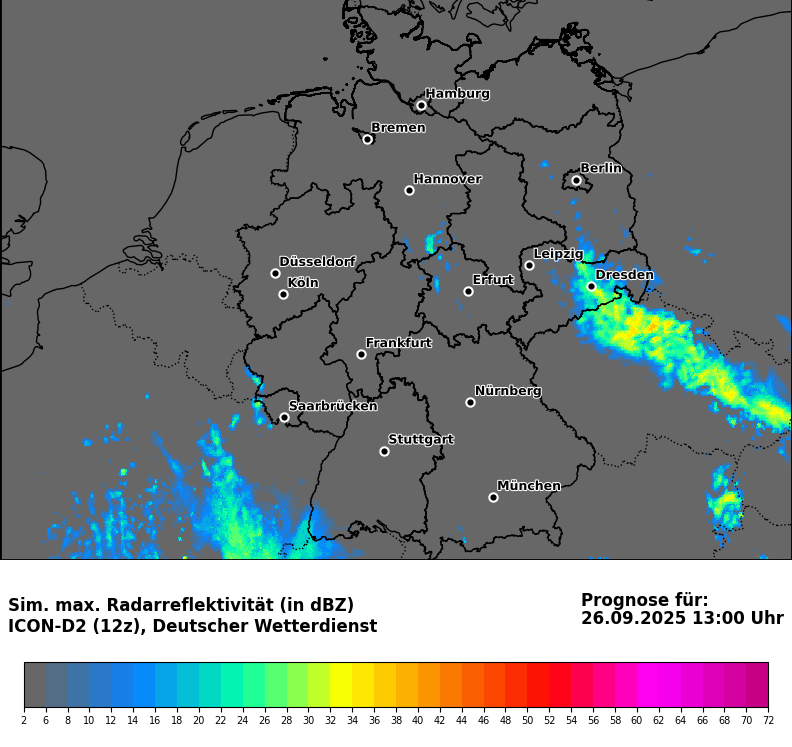 Hamburg
Bremen
Berlin
Hannover
Leipzig
Düsseldorf
Dresden
Köln
Erfurt
Frankfurt
Nürnberg
Saarbrücken
Stuttgart
München
Sim. max. Radarreflektivität (in dBZ)
ICON-D2 (12z), Deutscher Wetterdienst
Prognose für:
26.09.2025 13:00 Uhr
2 6 8 10 12 14 16 18 20 22 24 26 28 30 32 34 36 38 40 42 44 46 48 50 52 54 56 58 60 62 64 66 68 70 72